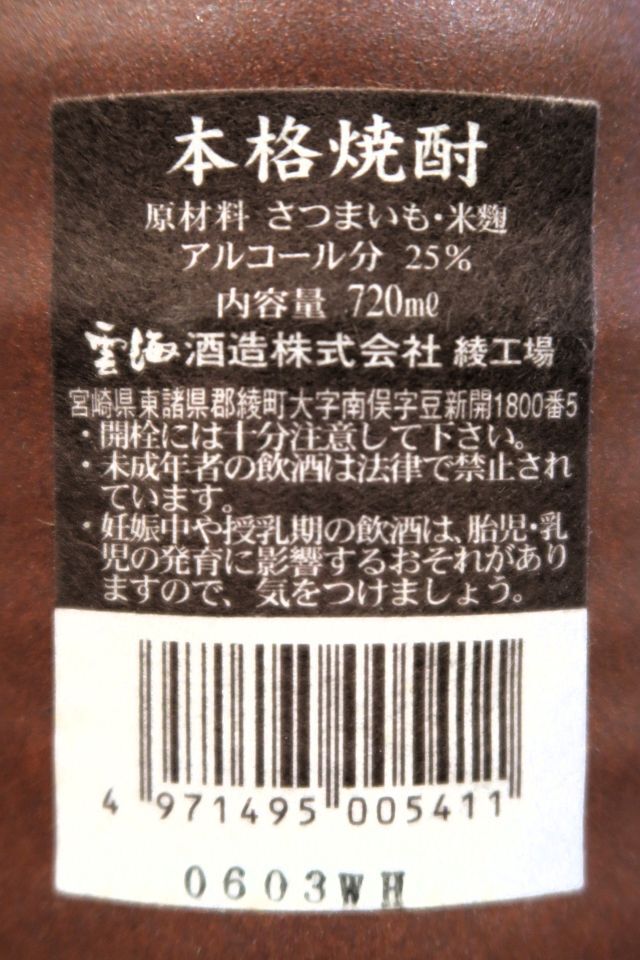 本格焼酎
原材料 さつまいも・米麹
アルコール分 25%
内容量 720mℓ
雲海酒造株式会社 綾工場
宮崎県東諸県郡綾町大字南俣字豆新開1800番5
・開栓には十分注意して下さい。
・未成年者の飲酒は法律で禁止され
ています。
・妊娠中や授乳期の飲酒は、胎児・乳
児の発育に影響するおそれがあり
ますので、気をつけましょう。
4 971495 005411
0603WH